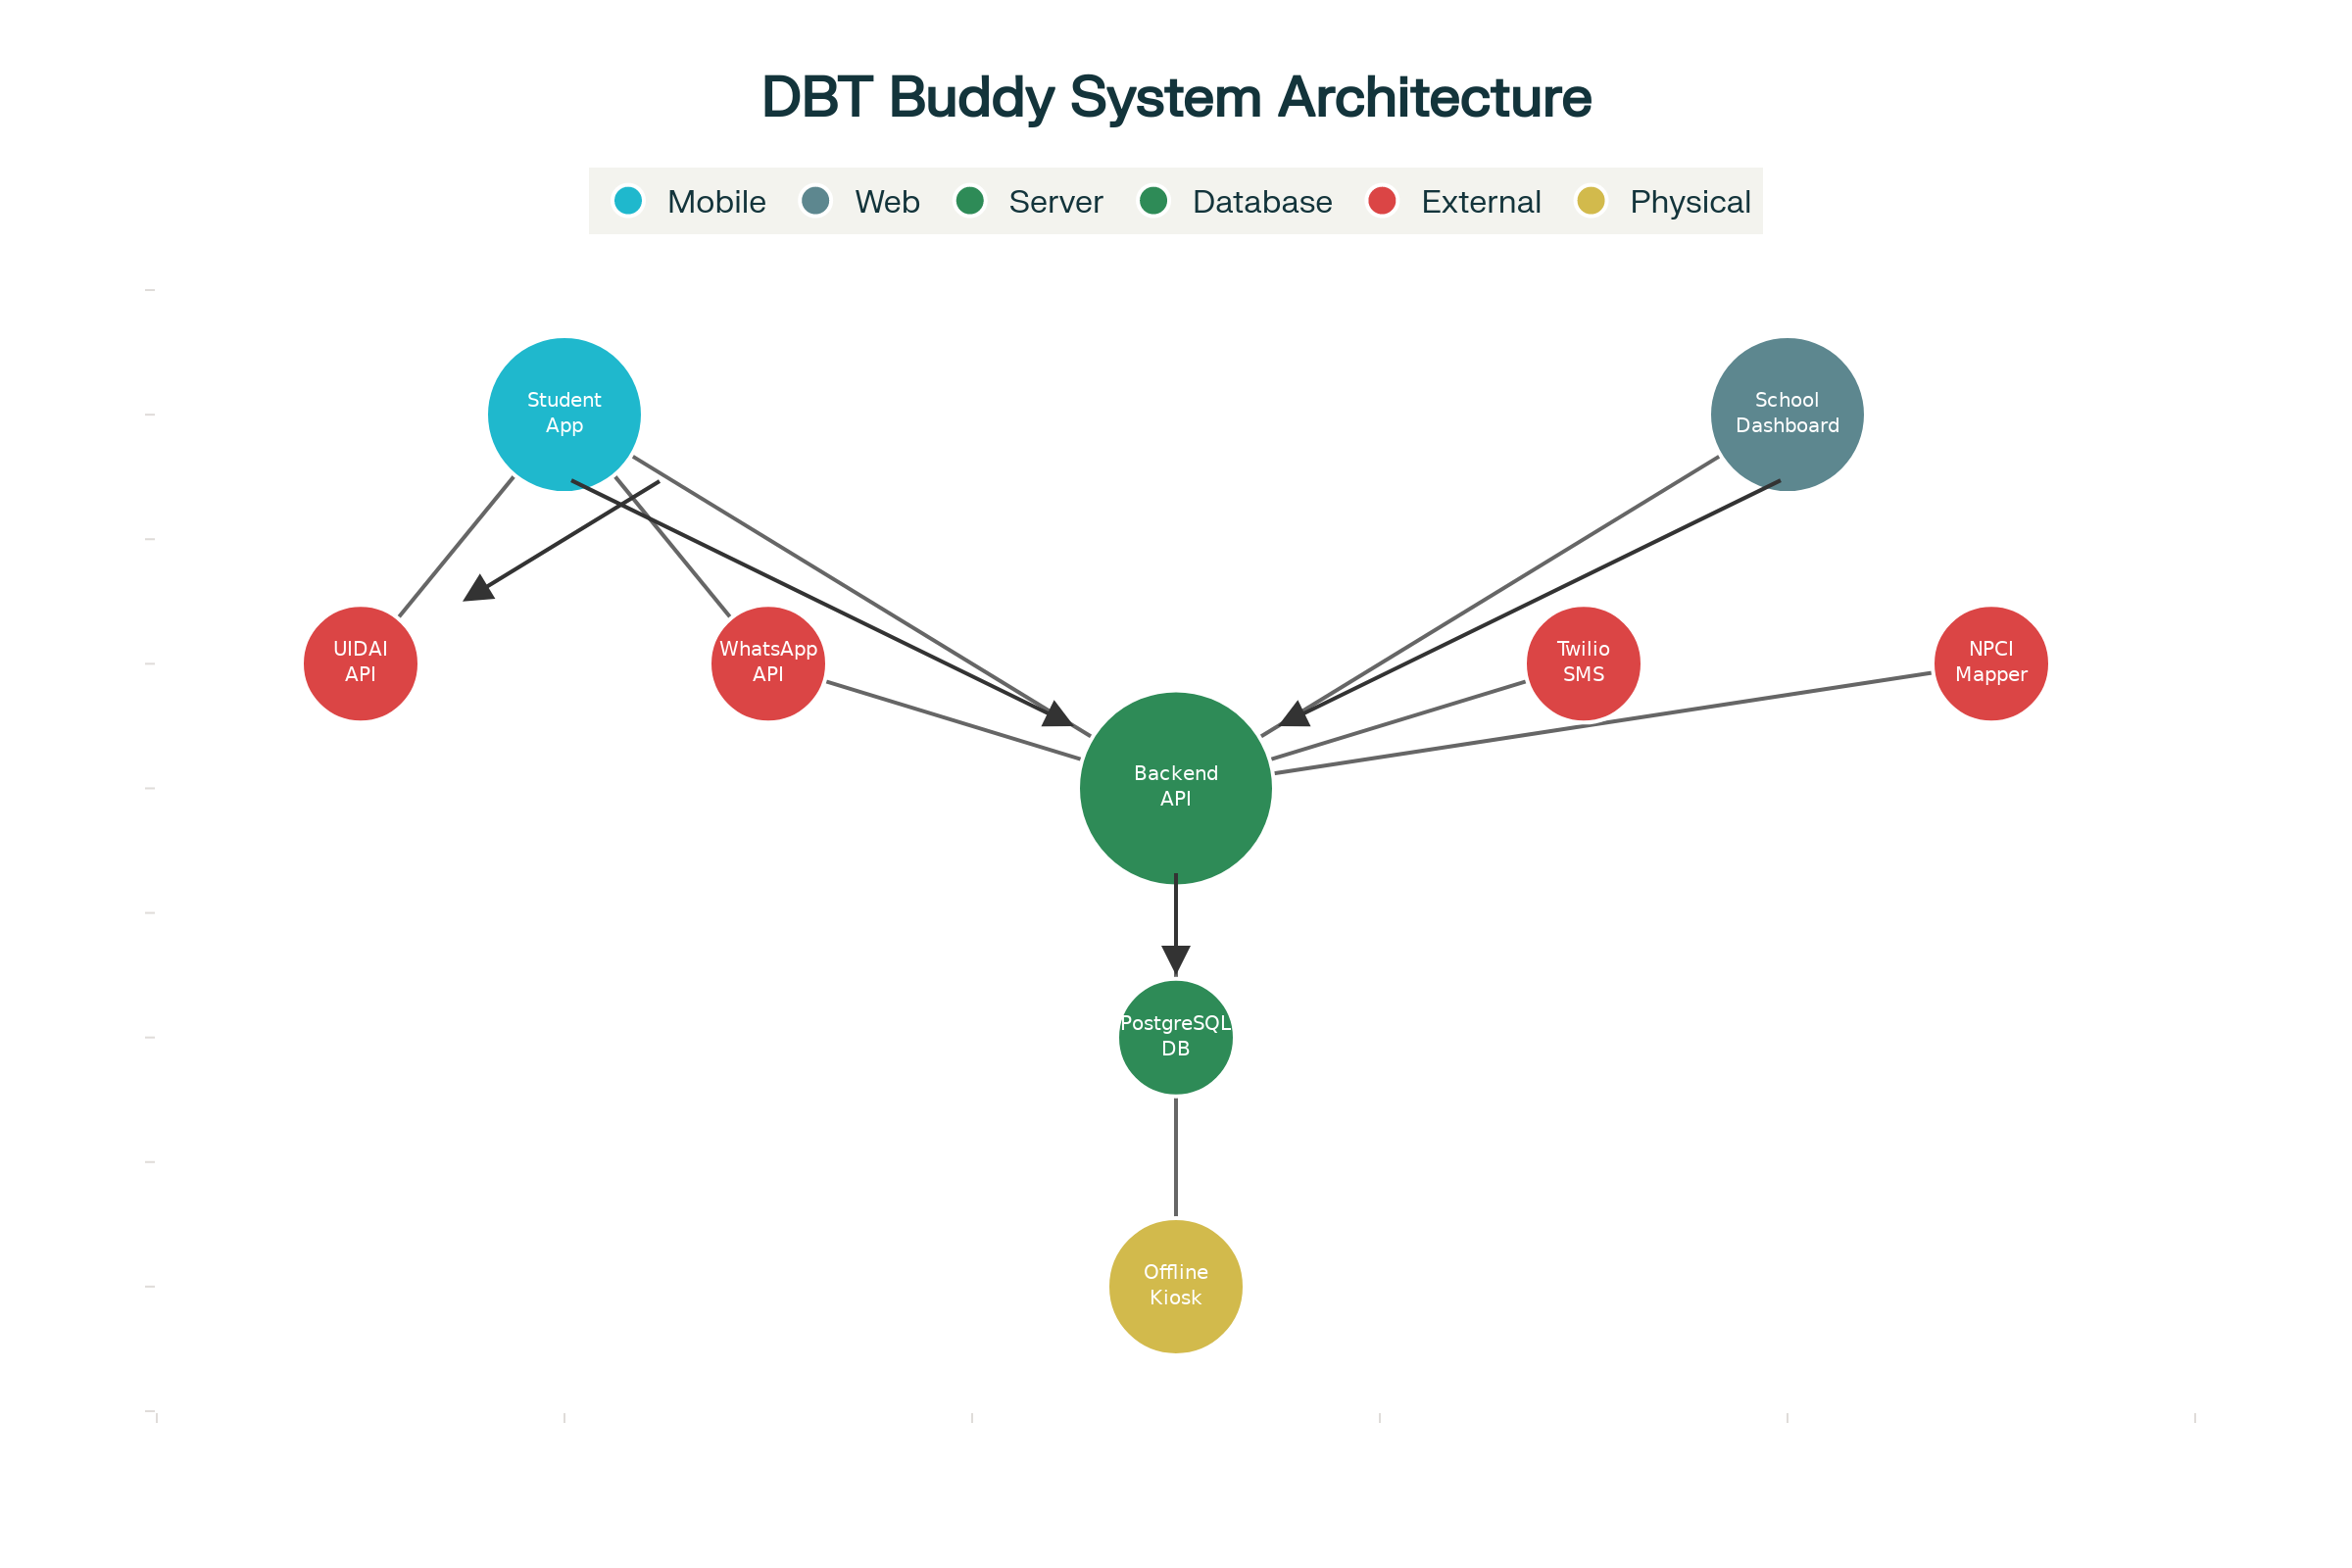 DBT Buddy System Architecture
Mobile Web Server Database External Physical
Student
App
School
Dashboard
UIDAI
API
WhatsApp
API
Twilio
SMS
NPCI
Mapper
Backend
API
PostgreSQL
DB
Offline
Kiosk